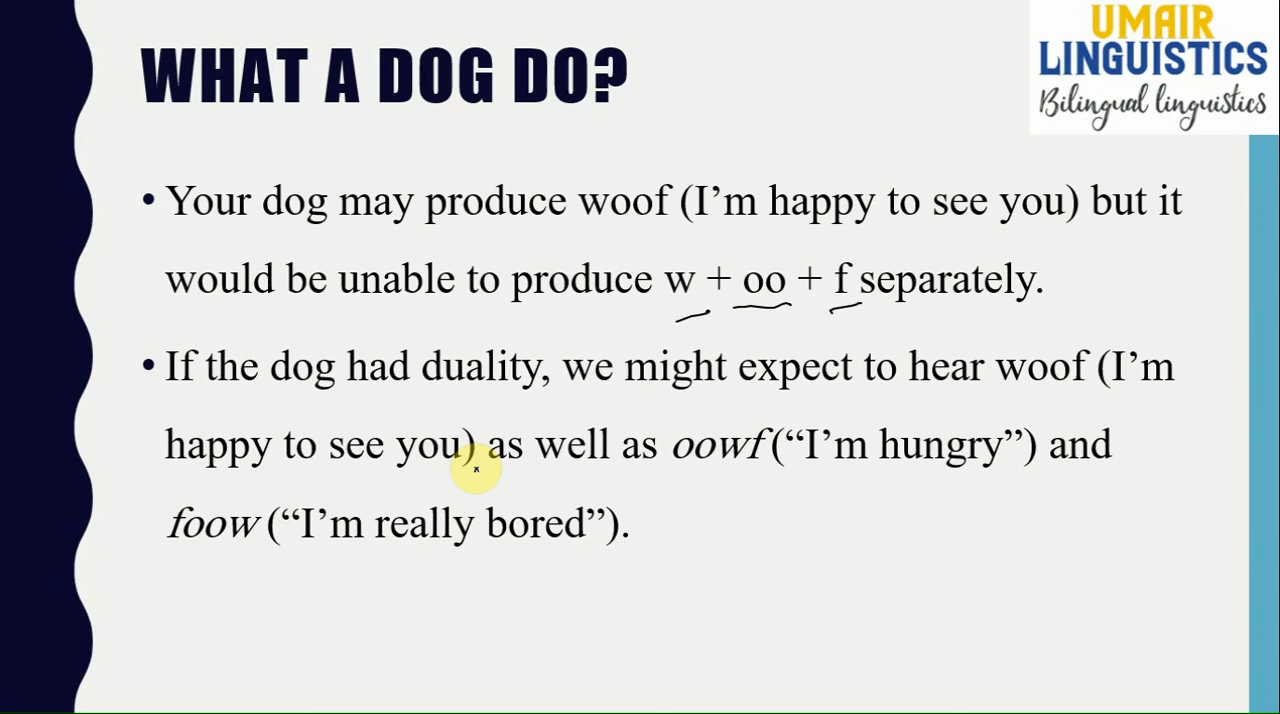 WHAT A DOG DO?
UMAIR
LINGUISTICS
Bilingual linguistics
• Your dog may produce woof (I’m happy to see you) but it
would be unable to produce w + oo + f separately.
• If the dog had duality, we might expect to hear woof (I’m
happy to see you) as well as oowf (“I’m hungry”) and
foow (“I’m really bored”).